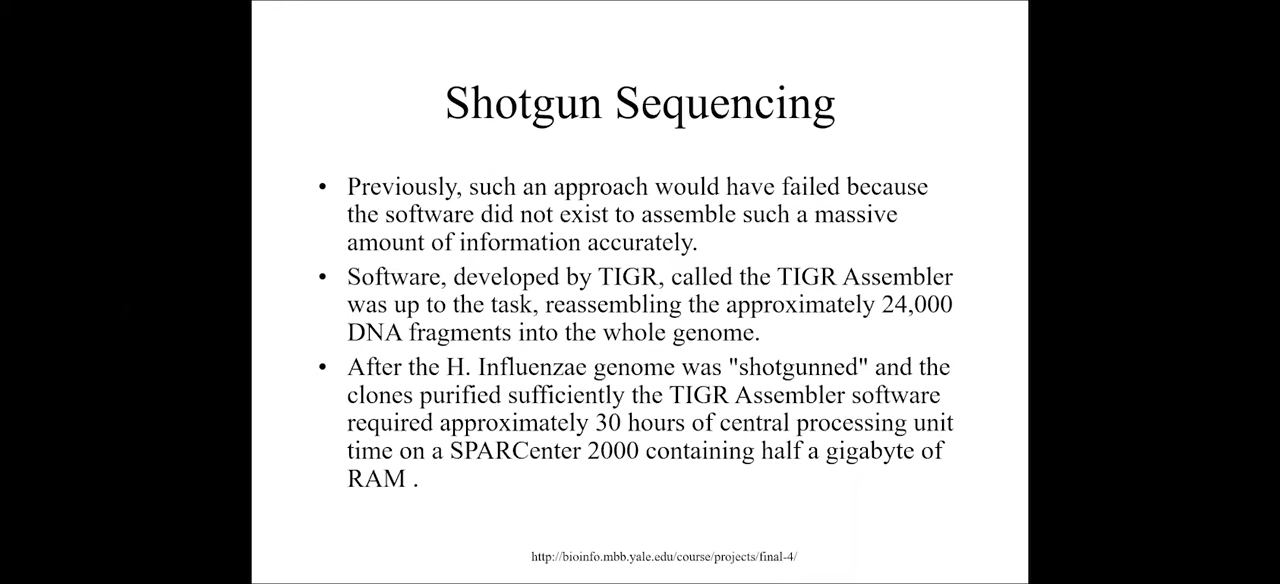 Shotgun Sequencing
• Previously, such an approach would have failed because
the software did not exist to assemble such a massive
amount of information accurately.
• Software, developed by TIGR, called the TIGR Assembler
was up to the task, reassembling the approximately 24,000
DNA fragments into the whole genome.
• After the H. Influenzae genome was "shotgunned" and the
clones purified sufficiently the TIGR Assembler software
required approximately 30 hours of central processing unit
time on a SPARCenter 2000 containing half a gigabyte of
RAM .
http://bioinfo.mbb.yale.edu/course/projects/final-4/